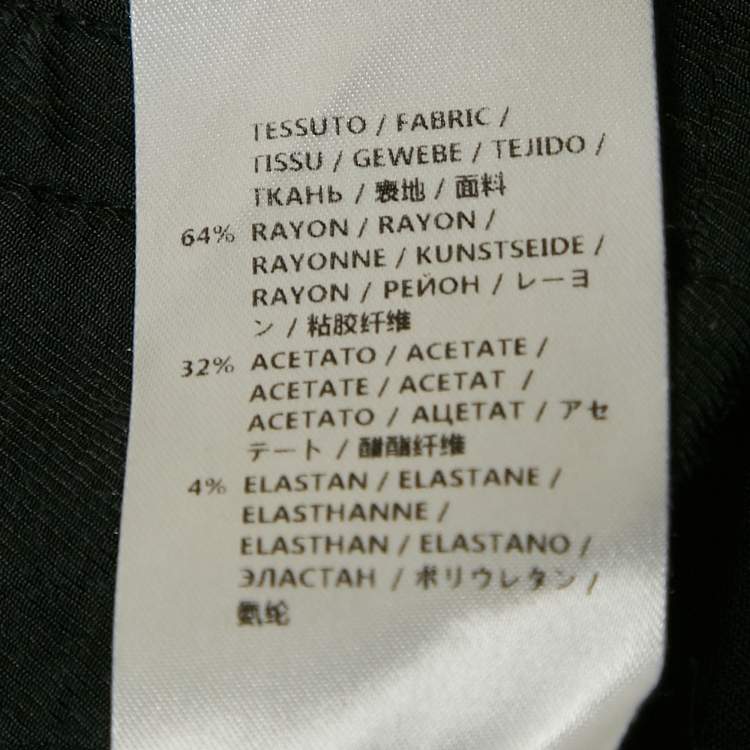 TESSUTO / FABRIC /
TISSU / GEWEBE / TEJIDO /
ТКАНЬ / 表地 / 面料
64% RAYON / RAYON /
RAYONNE / KUNSTSEIDE /
RAYON / РЕЙОН / レーヨ
ン / 粘胶纤维
32% ACETATO / ACETATE /
ACETATE / ACETAT /
ACETATO / АЦЕТАТ / アセ
テート / 醋酯纤维
4% ELASTAN / ELASTANE /
ELASTHANNE /
ELASTHAN / ELASTANO /
ЭЛАСТАН / ポリウレタン /
氨纶